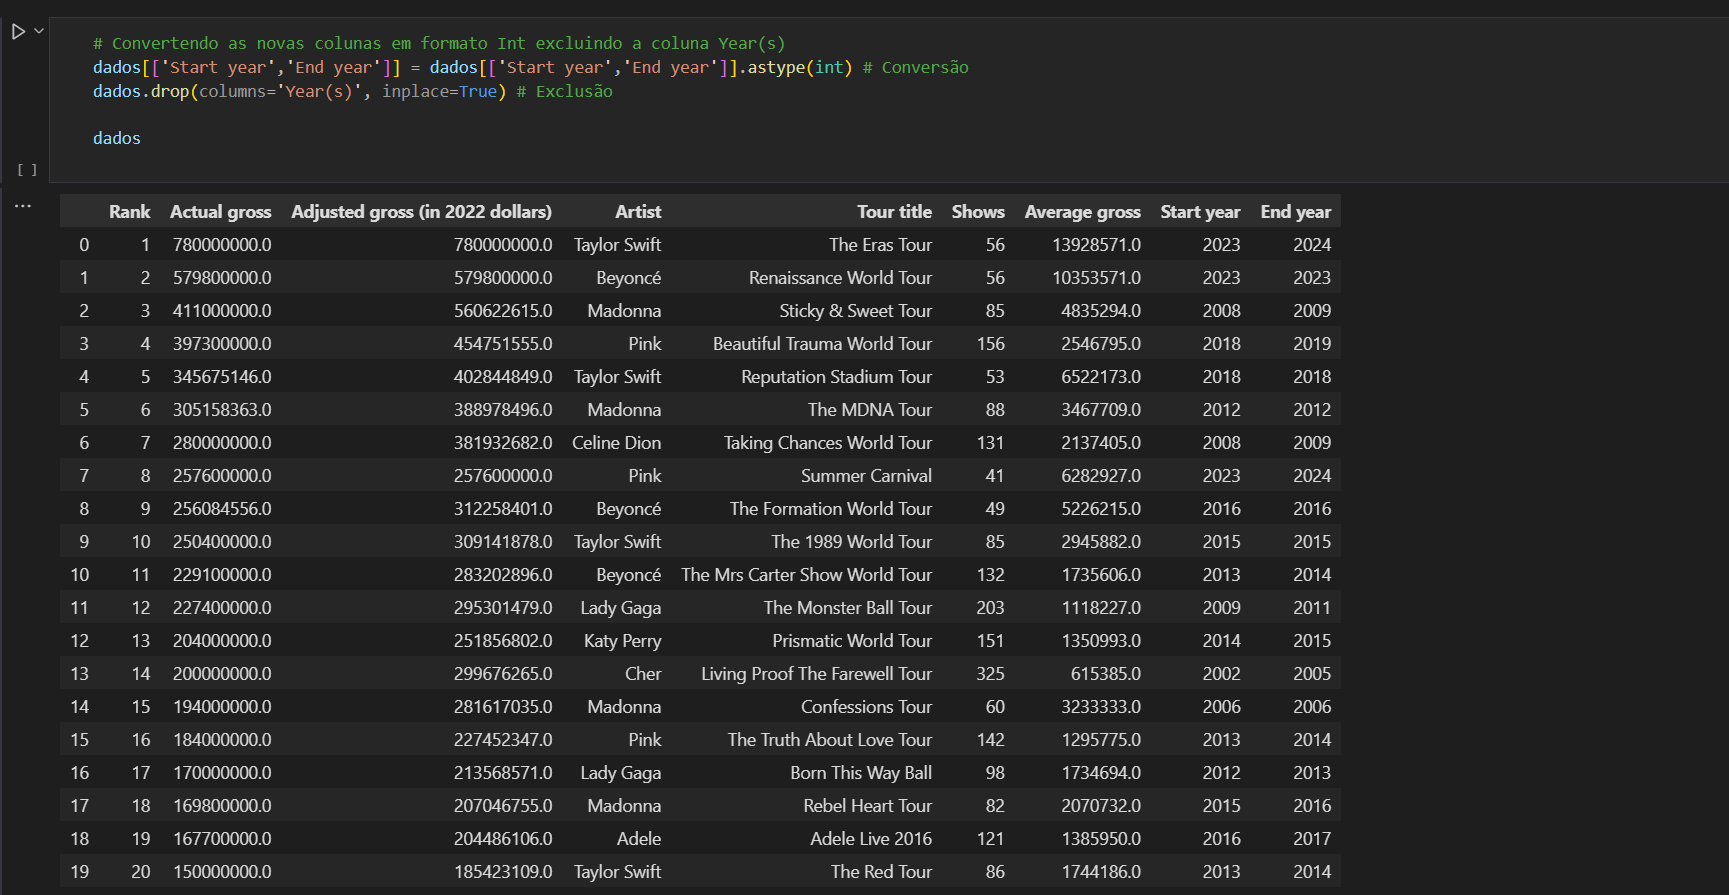 # Convertendo as novas colunas em formato Int excluindo a coluna Year(s)
dados[['Start year','End year']] = dados[['Start year','End year']].astype(int) # Conversão
dados.drop(columns='Year(s)', inplace=True) # Exclusão
dados
[ ]
...
Rank Actual gross Adjusted gross (in 2022 dollars) Artist Tour title Shows Average gross Start year End year
0 1 780000000.0 780000000.0 Taylor Swift The Eras Tour 56 13928571.0 2023 2024
1 2 579800000.0 579800000.0 Beyoncé Renaissance World Tour 56 10353571.0 2023 2023
2 3 411000000.0 560622615.0 Madonna Sticky & Sweet Tour 85 4835294.0 2008 2009
3 4 397300000.0 454751555.0 Pink Beautiful Trauma World Tour 156 2546795.0 2018 2019
4 5 345675146.0 402844849.0 Taylor Swift Reputation Stadium Tour 53 6522173.0 2018 2018
5 6 305158363.0 388978496.0 Madonna The MDNA Tour 88 3467709.0 2012 2012
6 7 280000000.0 381932682.0 Celine Dion Taking Chances World Tour 131 2137405.0 2008 2009
7 8 257600000.0 257600000.0 Pink Summer Carnival 41 6282927.0 2023 2024
8 9 256084556.0 312258401.0 Beyoncé The Formation World Tour 49 5226215.0 2016 2016
9 10 250400000.0 309141878.0 Taylor Swift The 1989 World Tour 85 2945882.0 2015 2015
10 11 229100000.0 283202896.0 Beyoncé The Mrs Carter Show World Tour 132 1735606.0 2013 2014
11 12 227400000.0 295301479.0 Lady Gaga The Monster Ball Tour 203 1118227.0 2009 2011
12 13 204000000.0 251856802.0 Katy Perry Prismatic World Tour 151 1350993.0 2014 2015
13 14 200000000.0 299676265.0 Cher Living Proof The Farewell Tour 325 615385.0 2002 2005
14 15 194000000.0 281617035.0 Madonna Confessions Tour 60 3233333.0 2006 2006
15 16 184000000.0 227452347.0 Pink The Truth About Love Tour 142 1295775.0 2013 2014
16 17 170000000.0 213568571.0 Lady Gaga Born This Way Ball 98 1734694.0 2012 2013
17 18 169800000.0 207046755.0 Madonna Rebel Heart Tour 82 2070732.0 2015 2016
18 19 167700000.0 204486106.0 Adele Adele Live 2016 121 1385950.0 2016 2017
19 20 150000000.0 185423109.0 Taylor Swift The Red Tour 86 1744186.0 2013 2014